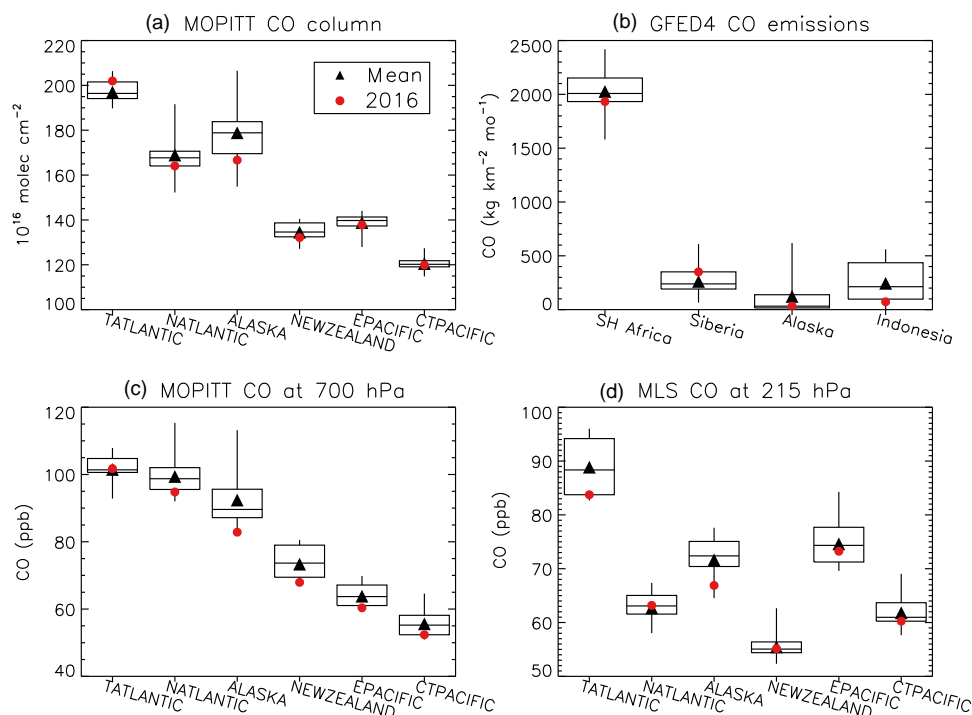 (a) MOPITT CO column
220
200
180
160
140
120
100
10^16 molec cm^-2
Mean
2016
TATLANTIC
NATLANTIC
ALASKA
NEWZEALAND
EPACIFIC
CTPACIFIC
(b) GFED4 CO emissions
2500
2000
1500
1000
500
0
CO (kg km^-2 mo^-1)
SH Africa
Siberia
Alaska
Indonesia
(c) MOPITT CO at 700 hPa
120
100
80
60
40
CO (ppb)
TATLANTIC
NATLANTIC
ALASKA
NEWZEALAND
EPACIFIC
CTPACIFIC
(d) MLS CO at 215 hPa
100
90
80
70
60
50
CO (ppb)
TATLANTIC
NATLANTIC
ALASKA
NEWZEALAND
EPACIFIC
CTPACIFIC